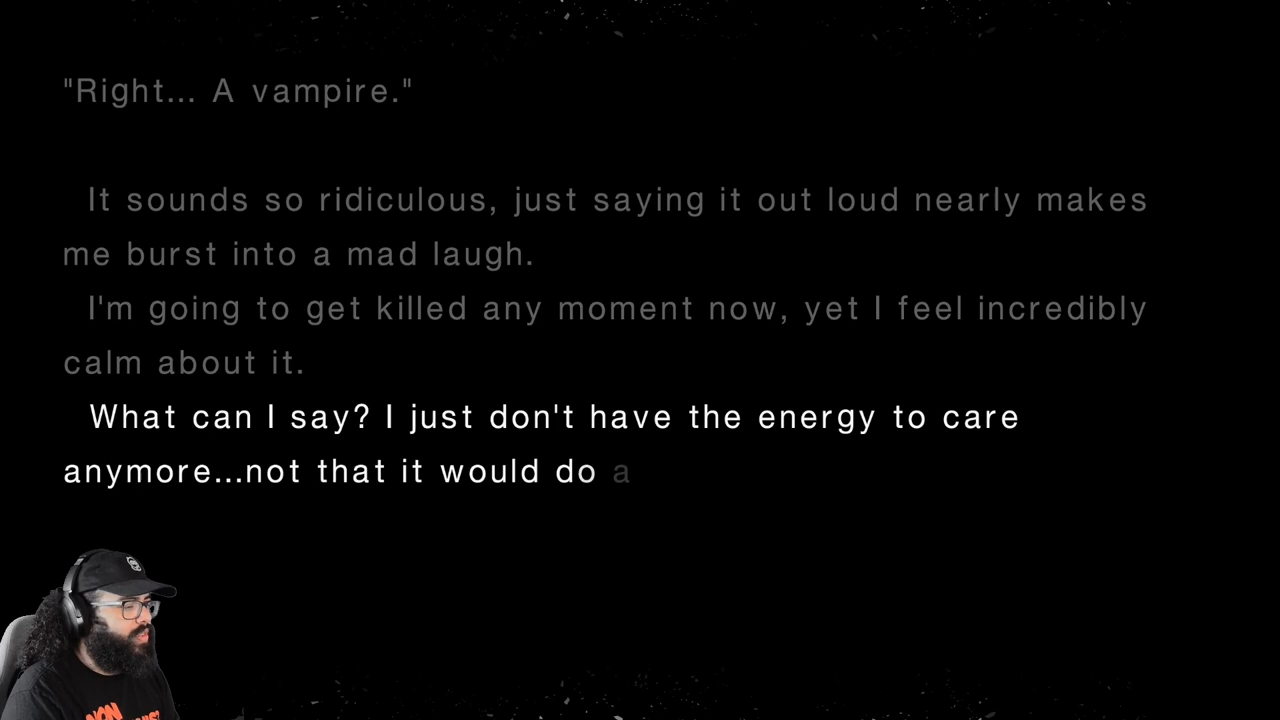 "Right... A vampire."
It sounds so ridiculous, just saying it out loud nearly makes
me burst into a mad laugh.
I'm going to get killed any moment now, yet I feel incredibly
calm about it.
What can I say? I just don't have the energy to care
anymore...not that it would do a
NON